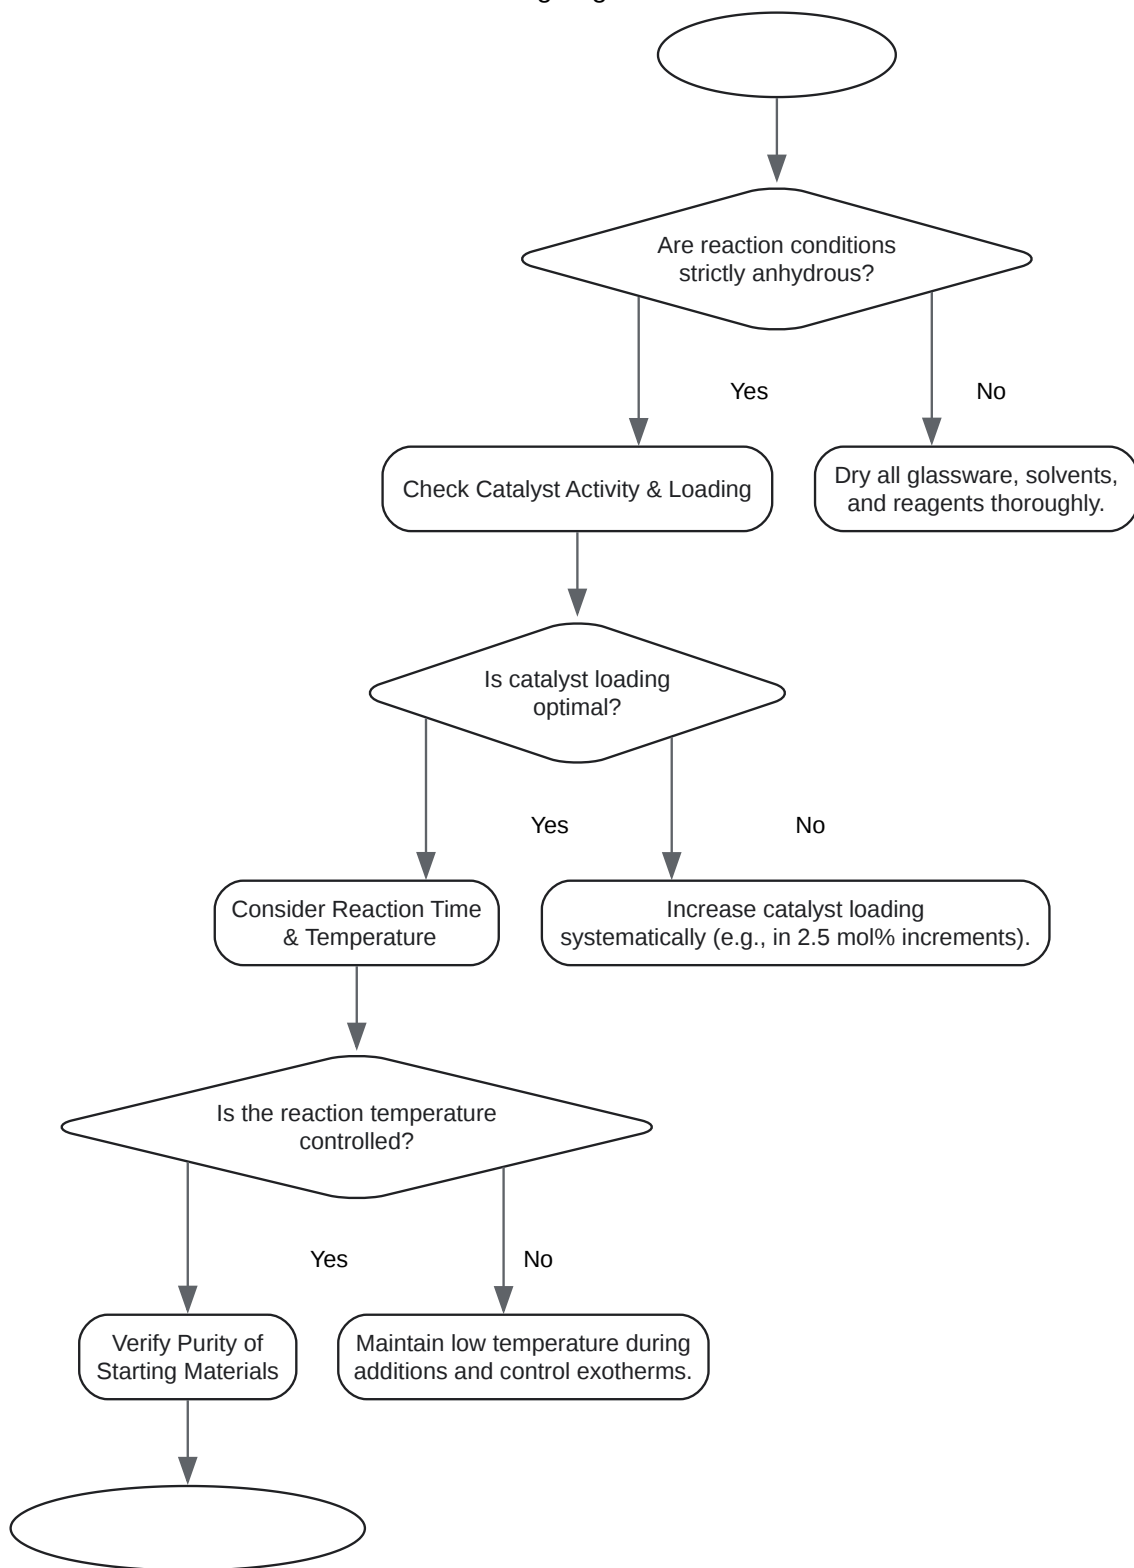 Are reaction conditions
strictly anhydrous?
Yes
No
Check Catalyst Activity & Loading
Dry all glassware, solvents,
and reagents thoroughly.
Is catalyst loading
optimal?
Yes
No
Consider Reaction Time
& Temperature
Increase catalyst loading
systematically (e.g., in 2.5 mol% increments).
Is the reaction temperature
controlled?
Yes
No
Verify Purity of
Starting Materials
Maintain low temperature during
additions and control exotherms.